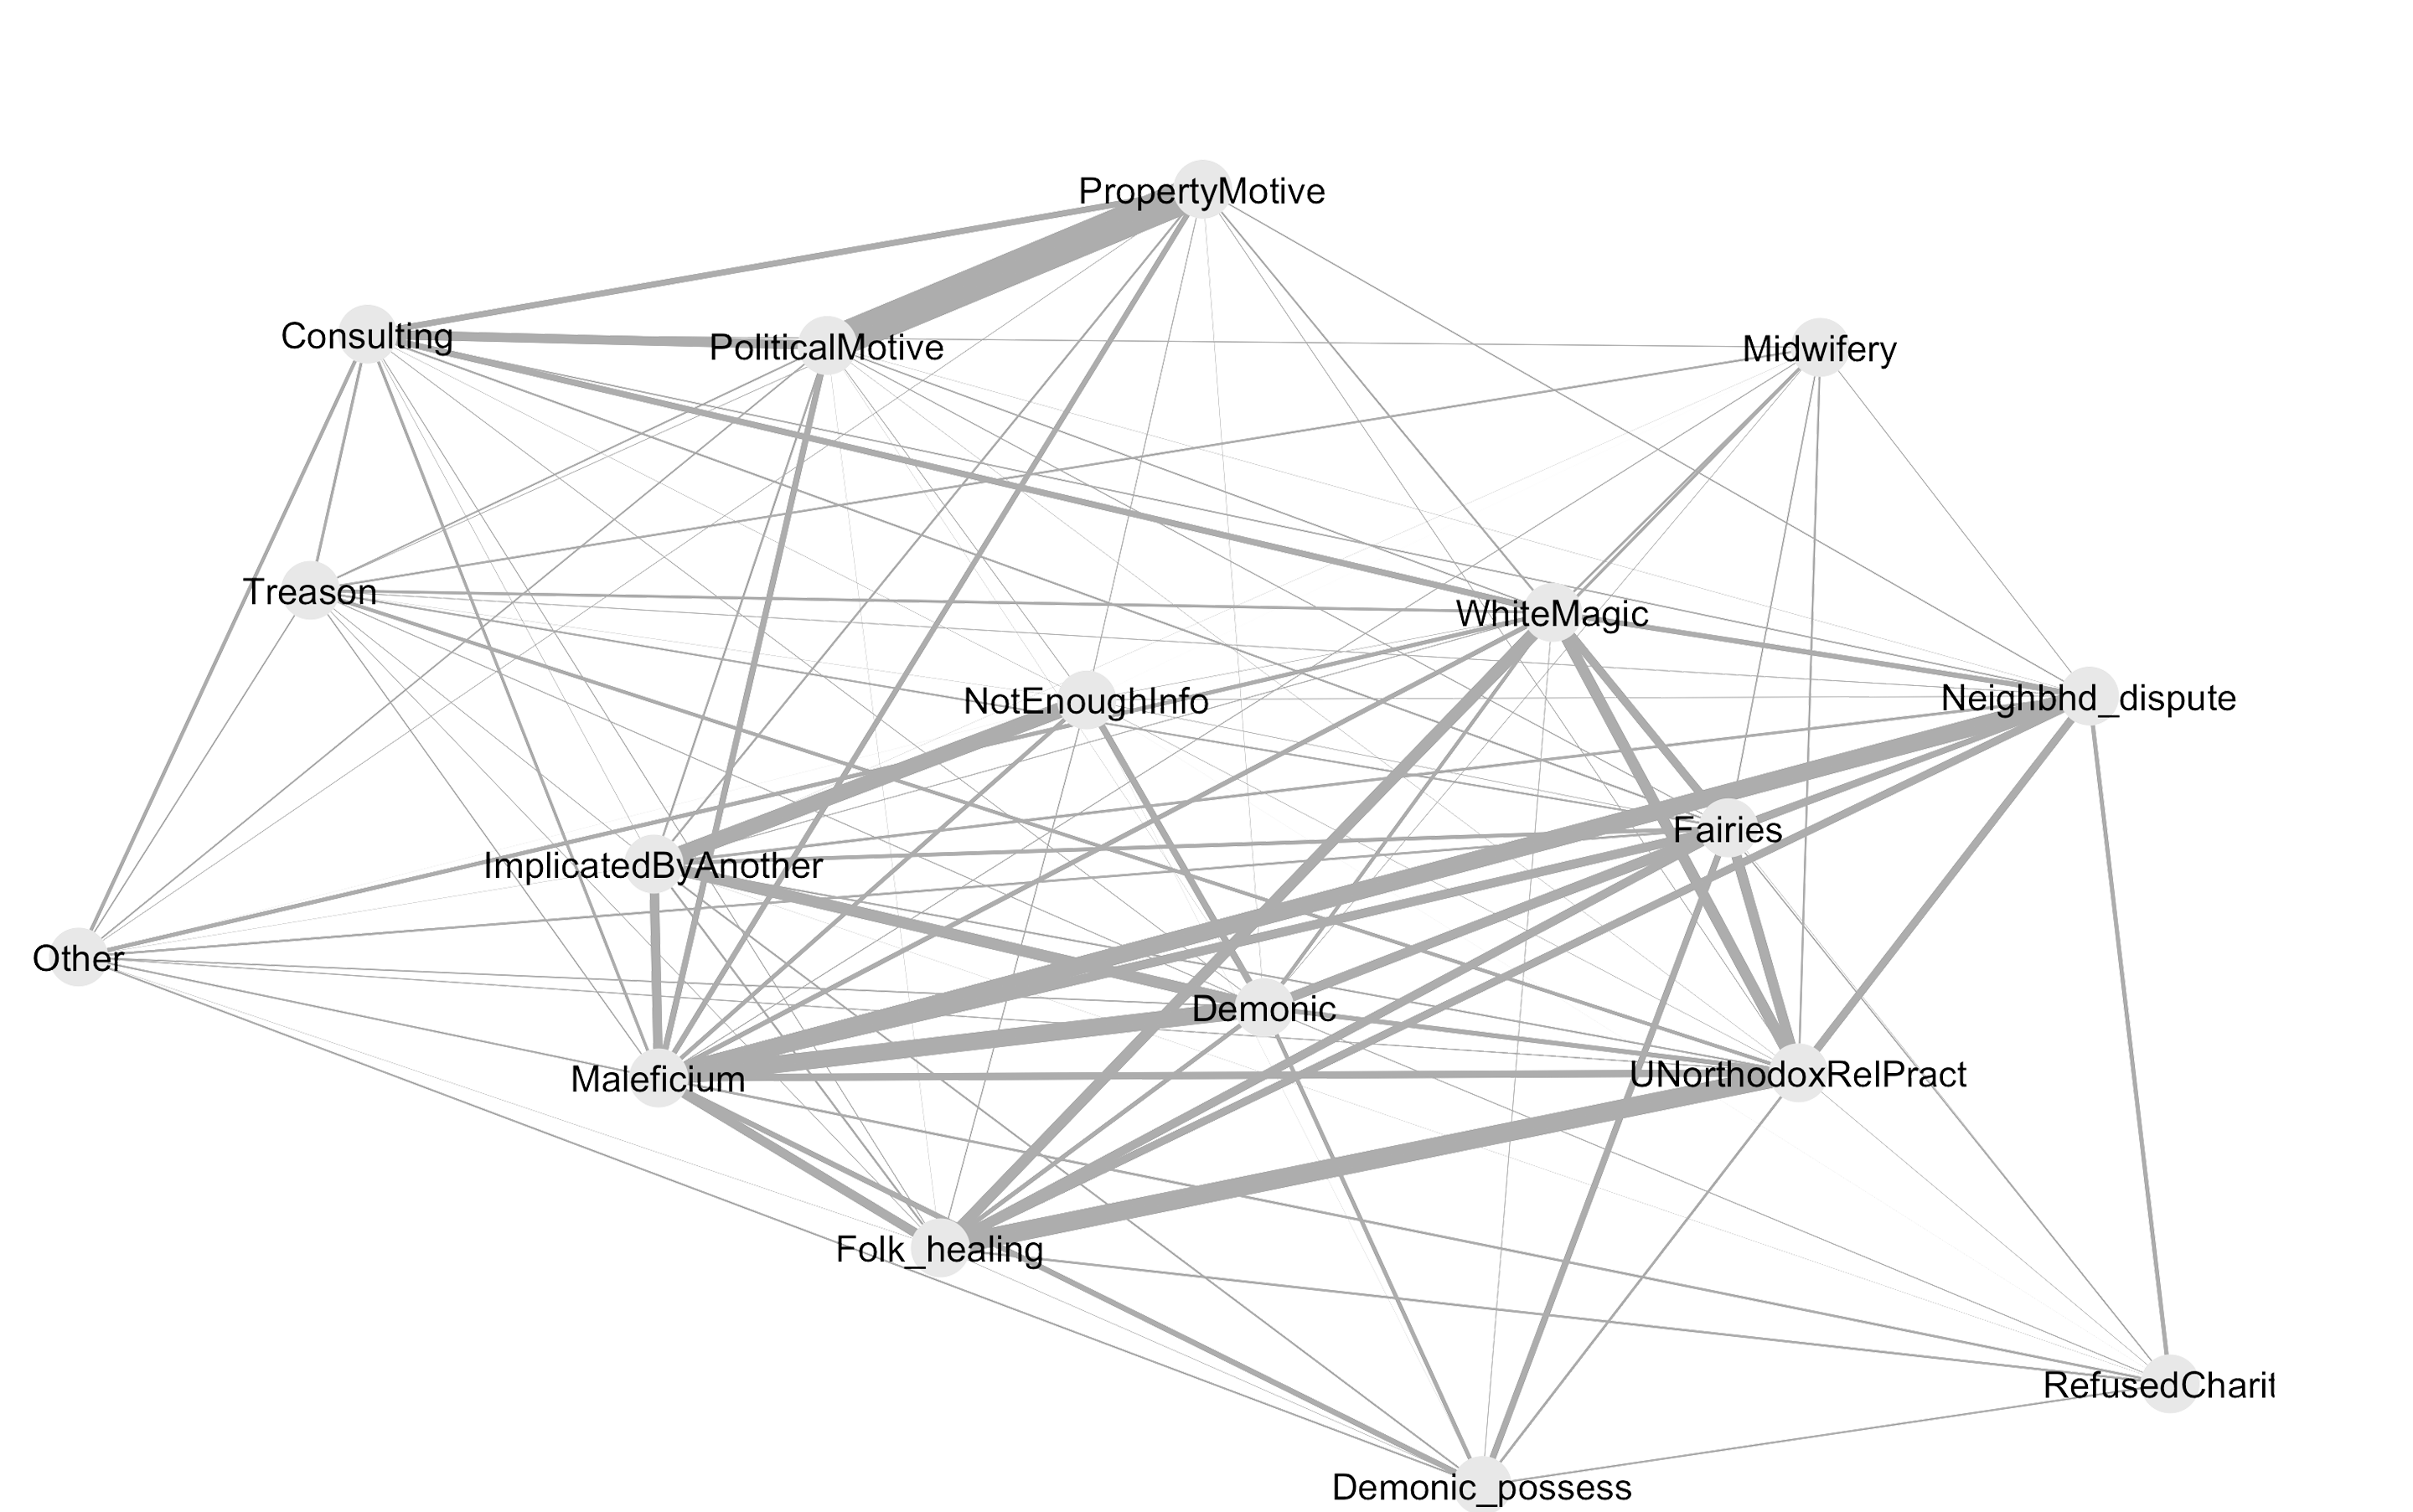 PropertyMotive
Consulting
PoliticalMotive
Midwifery
Treason
WhiteMagic
NotEnoughInfo
Neighbhd_dispute
Fairies
ImplicatedByAnother
Other
Demonic
Maleficium
UNorthodoxRelPract
Folk_healing
RefusedCharit
Demonic_possess